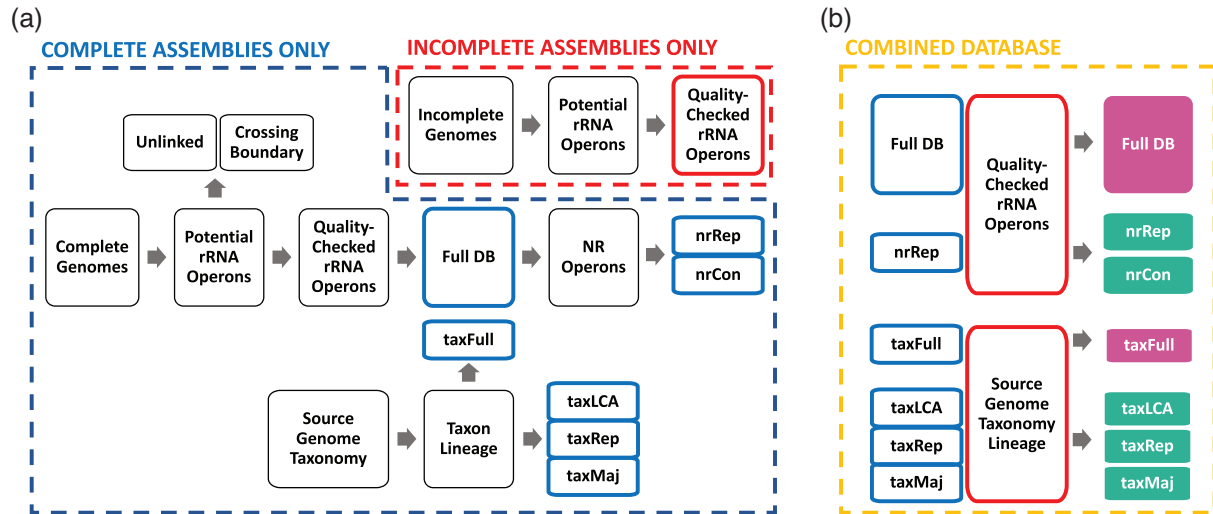 (a)
COMPLETE ASSEMBLIES ONLY
INCOMPLETE ASSEMBLIES ONLY
Incomplete
Genomes
Potential
rRNA
Operons
Quality-
Checked
rRNA
Operons
Unlinked
Crossing
Boundary
Complete
Genomes
Potential
rRNA
Operons
Quality-
Checked
rRNA
Operons
Full DB
NR
Operons
nrRep
nrCon
taxFull
Source
Genome
Taxonomy
Taxon
Lineage
taxLCA
taxRep
taxMaj
(b)
COMBINED DATABASE
Full DB
Quality-
Checked
rRNA
Operons
Full DB
nrRep
nrRep
nrCon
taxFull
Source
Genome
Taxonomy
Lineage
taxFull
taxLCA
taxRep
taxMaj
taxLCA
taxRep
taxMaj